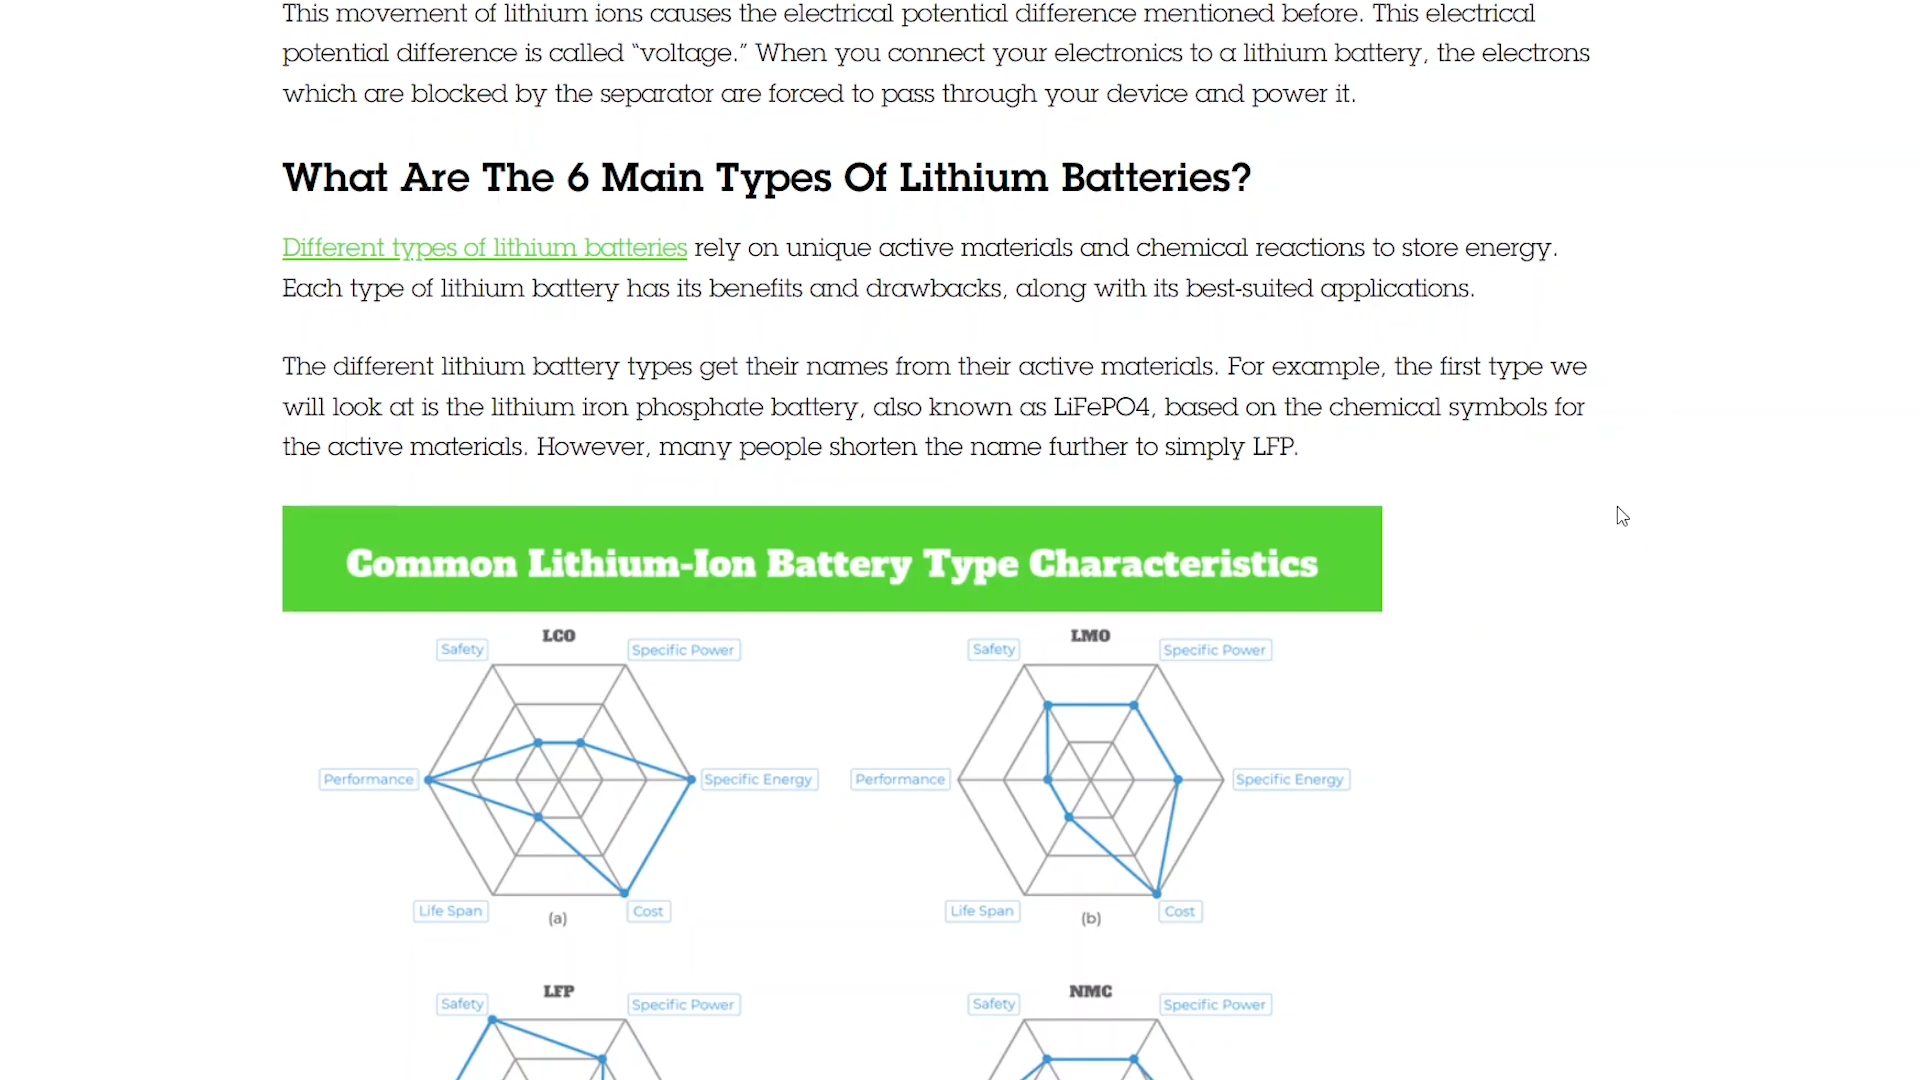 This movement of lithium ions causes the electrical potential difference mentioned before. This electrical
potential difference is called “voltage.” When you connect your electronics to a lithium battery, the electrons
which are blocked by the separator are forced to pass through your device and power it.
What Are The 6 Main Types Of Lithium Batteries?
Different types of lithium batteries rely on unique active materials and chemical reactions to store energy.
Each type of lithium battery has its benefits and drawbacks, along with its best-suited applications.
The different lithium battery types get their names from their active materials. For example, the first type we
will look at is the lithium iron phosphate battery, also known as LiFePO4, based on the chemical symbols for
the active materials. However, many people shorten the name further to simply LFP.
Common Lithium-Ion Battery Type Characteristics
LCO
Safety
Specific Power
Performance
Specific Energy
Life Span
Cost
(a)
LMO
Safety
Specific Power
Performance
Specific Energy
Life Span
Cost
(b)
LFP
Safety
Specific Power
NMC
Safety
Specific Power